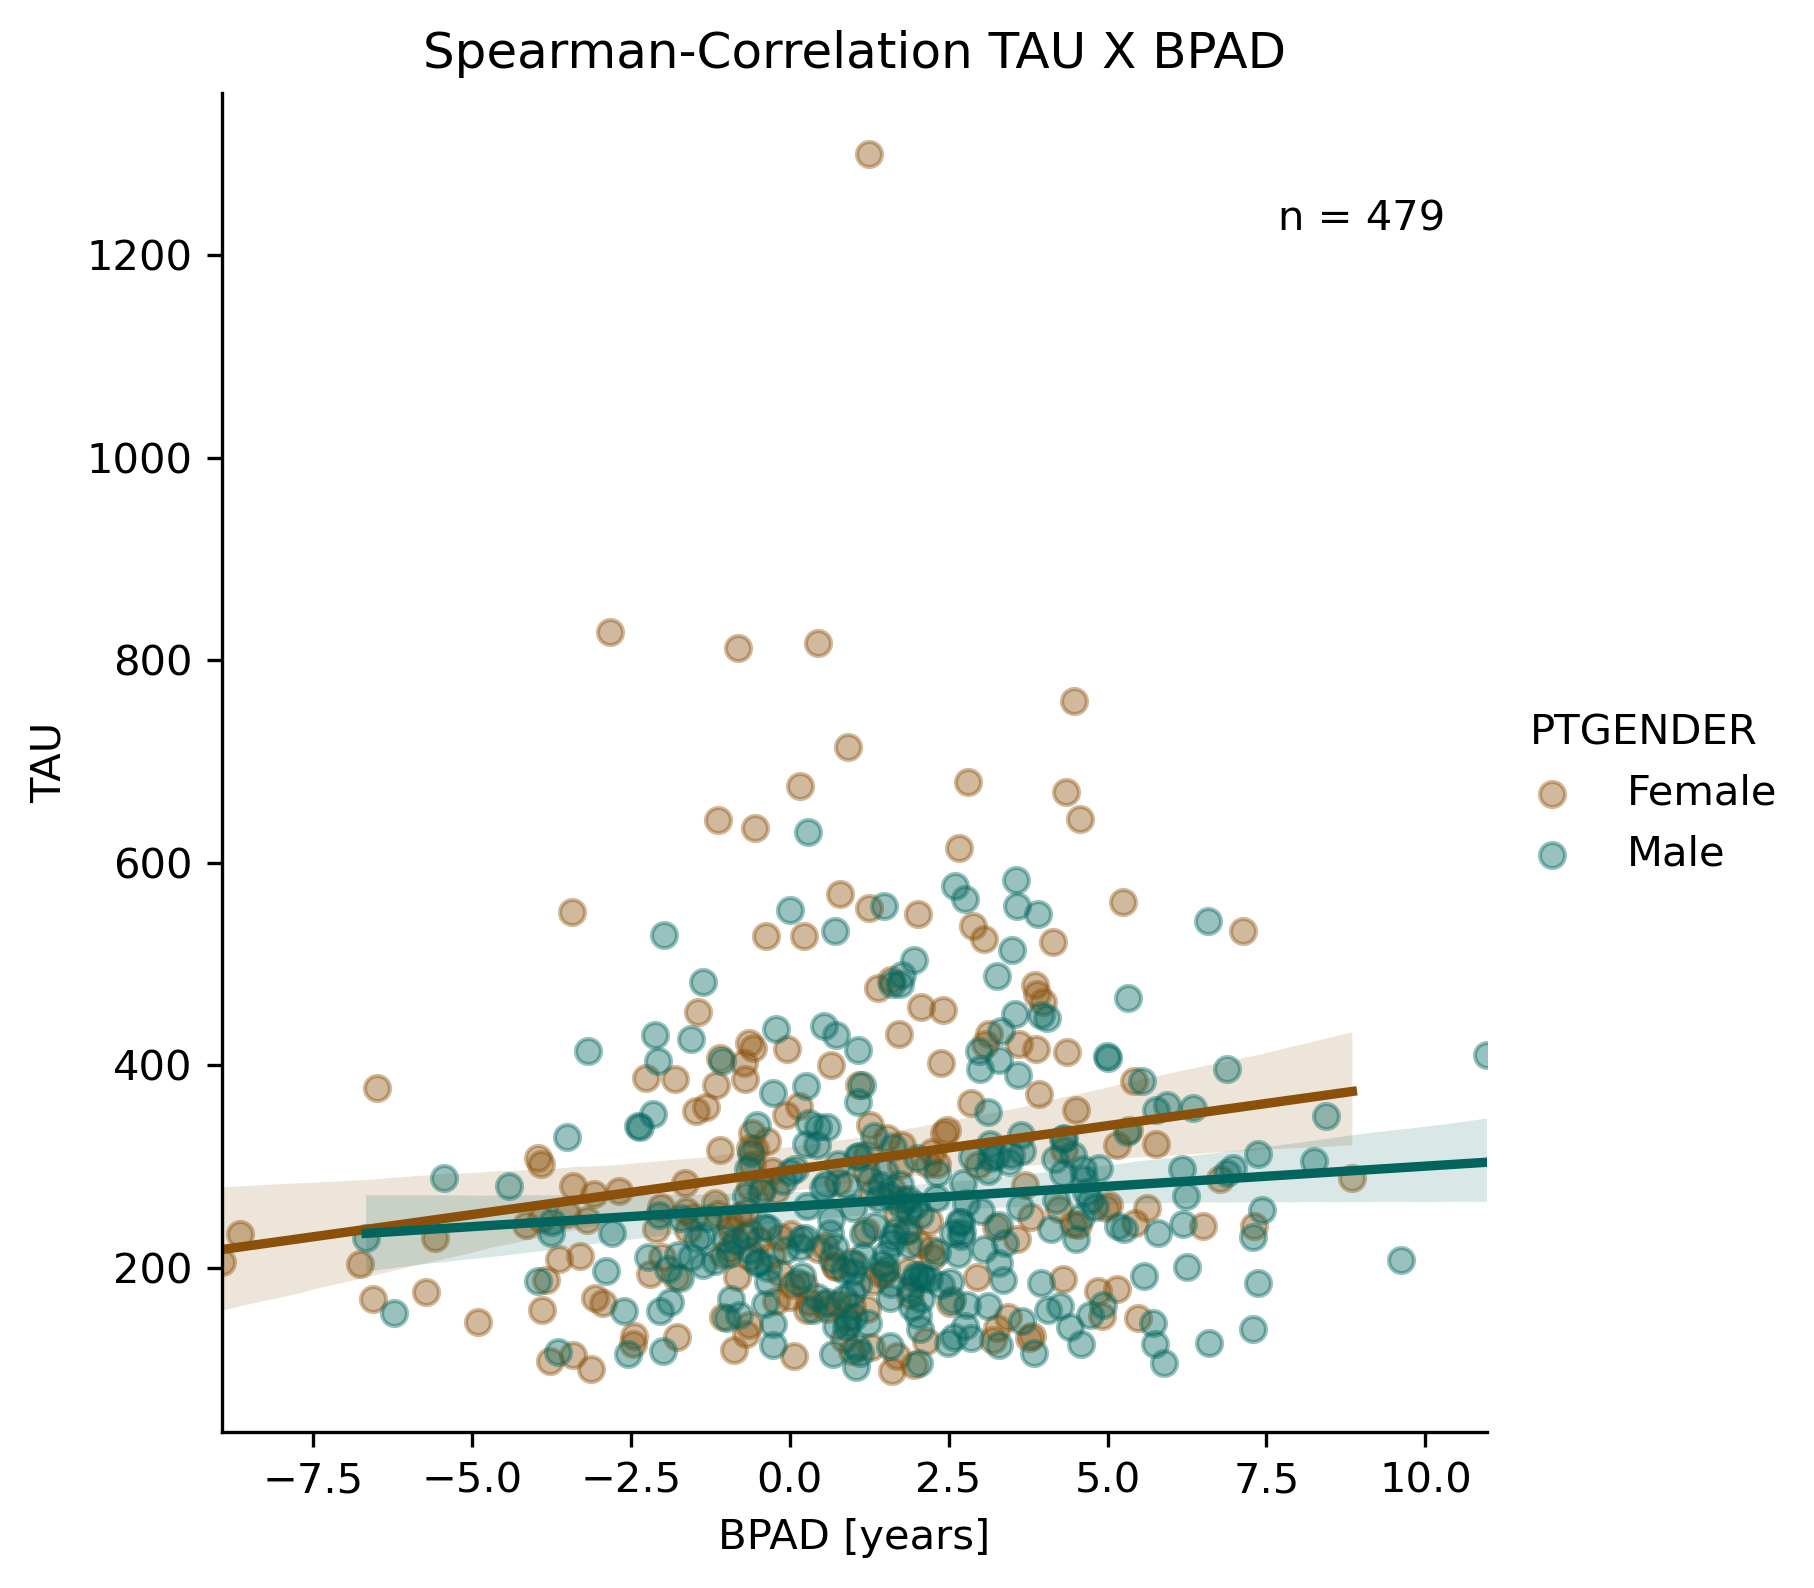 Spearman-Correlation TAU X BPAD
n = 479
1200
1000
800
600
400
200
TAU
−7.5 −5.0 −2.5 0.0 2.5 5.0 7.5 10.0
BPAD [years]
PTGENDER
Female
Male